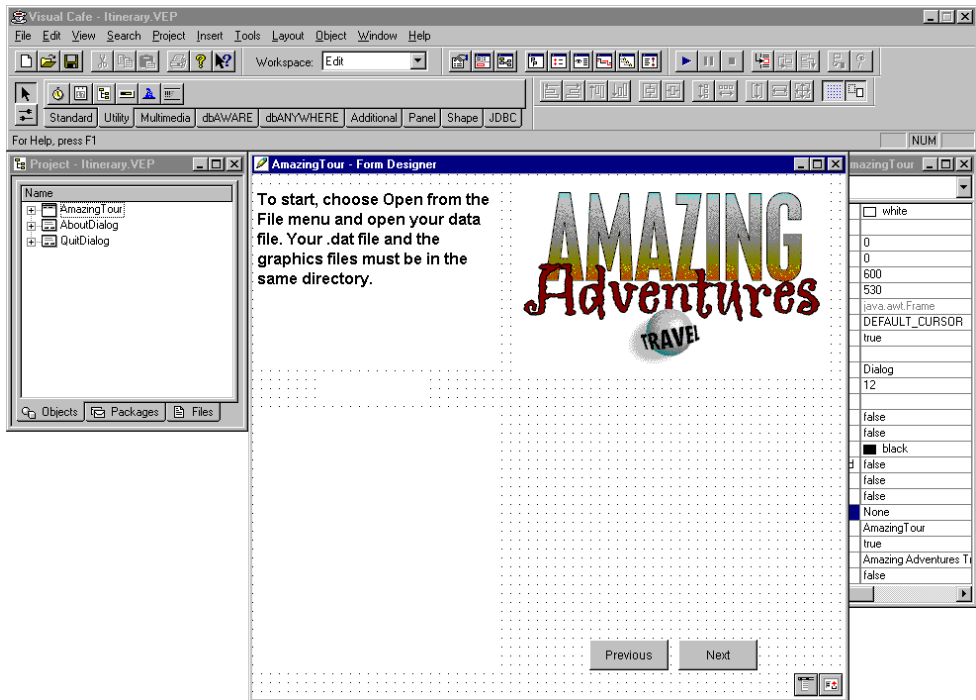 Visual Cafe - Itinerary.VEP
File Edit View Search Project Insert Tools Layout Object Window Help
Workspace: Edit
Standard Utility Multimedia dbAWARE dbANYWHERE Additional Panel Shape JDBC
For Help, press F1
NUM
Project - Itinerary.VEP
Name
AmazingTour
AboutDialog
QuitDialog
Objects Packages Files
AmazingTour - Form Designer
To start, choose Open from the
File menu and open your data
file. Your .dat file and the
graphics files must be in the
same directory.
AMAZING
Adventures
TRAVEL
Previous Next
mazingTour
white
0
0
600
530
java.awt.Frame
DEFAULT_CURSOR
true
Dialog
12
false
false
black
d false
false
false
None
AmazingTour
true
Amazing Adventures Tr
false